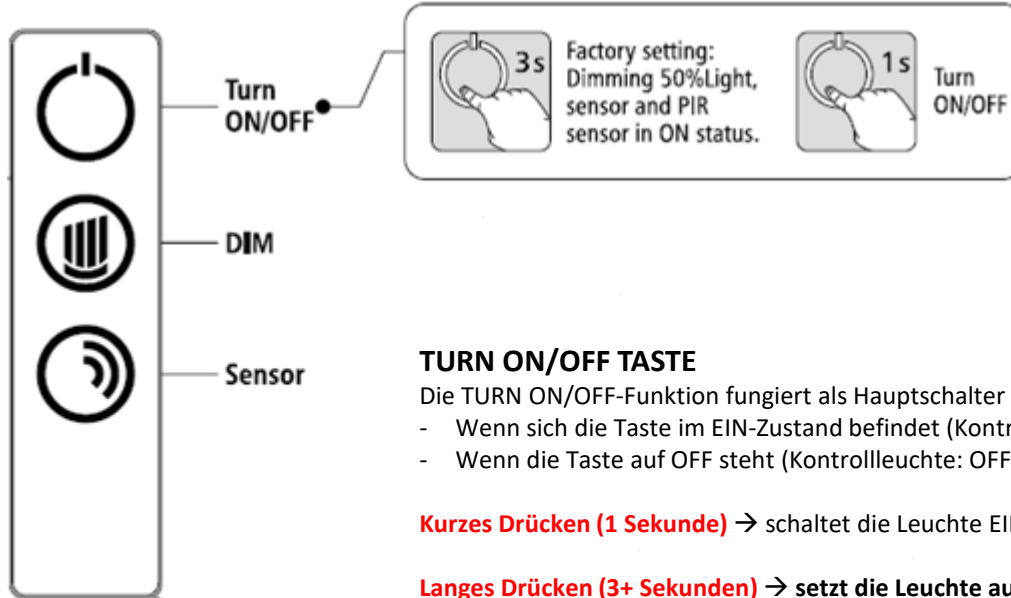 Turn
ON/OFF
DIM
Sensor
3s
Factory setting:
Dimming 50%Light,
sensor and PIR
sensor in ON status.
1s
Turn
ON/OFF
TURN ON/OFF TASTE
Die TURN ON/OFF-Funktion fungiert als Hauptschalter
- Wenn sich die Taste im EIN-Zustand befindet (Kontr
- Wenn die Taste auf OFF steht (Kontrollleuchte: OFF
Kurzes Drücken (1 Sekunde) → schaltet die Leuchte EI
Langes Drücken (3+ Sekunden) → setzt die Leuchte au